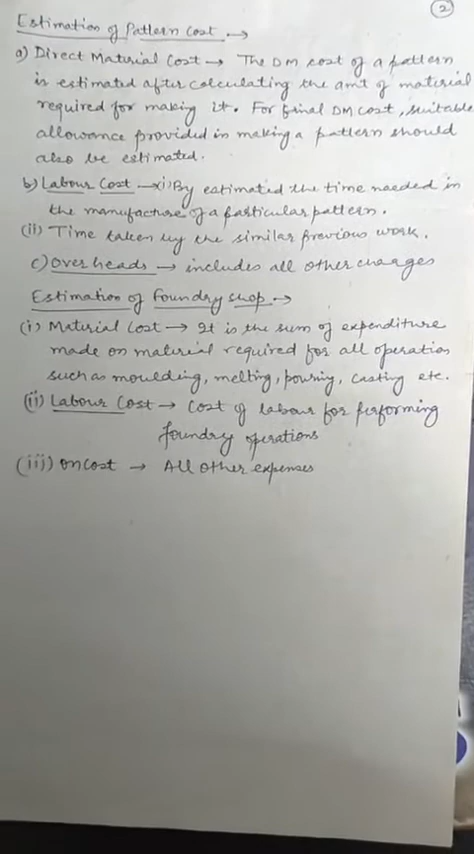 2
Estimation of Pattern Cost →
a) Direct Material Cost → The DM cost of a pattern
is estimated after calculating the amt of material
required for making it. For final DM cost, suitable
allowance provided in making a pattern should
also be estimated.
b) Labour Cost → (i) By estimated the time needed in
the manufacture of a particular pattern.
(ii) Time taken by the similar previous work.
c) Overheads → includes all other charges
Estimation of Foundry shop →
(i) Material Cost → It is the sum of expenditure
made on material required for all operation
such as moulding, melting, pouring, casting etc.
(ii) Labour Cost → Cost of labour for performing
foundry operations
(iii) oncost → All other expenses